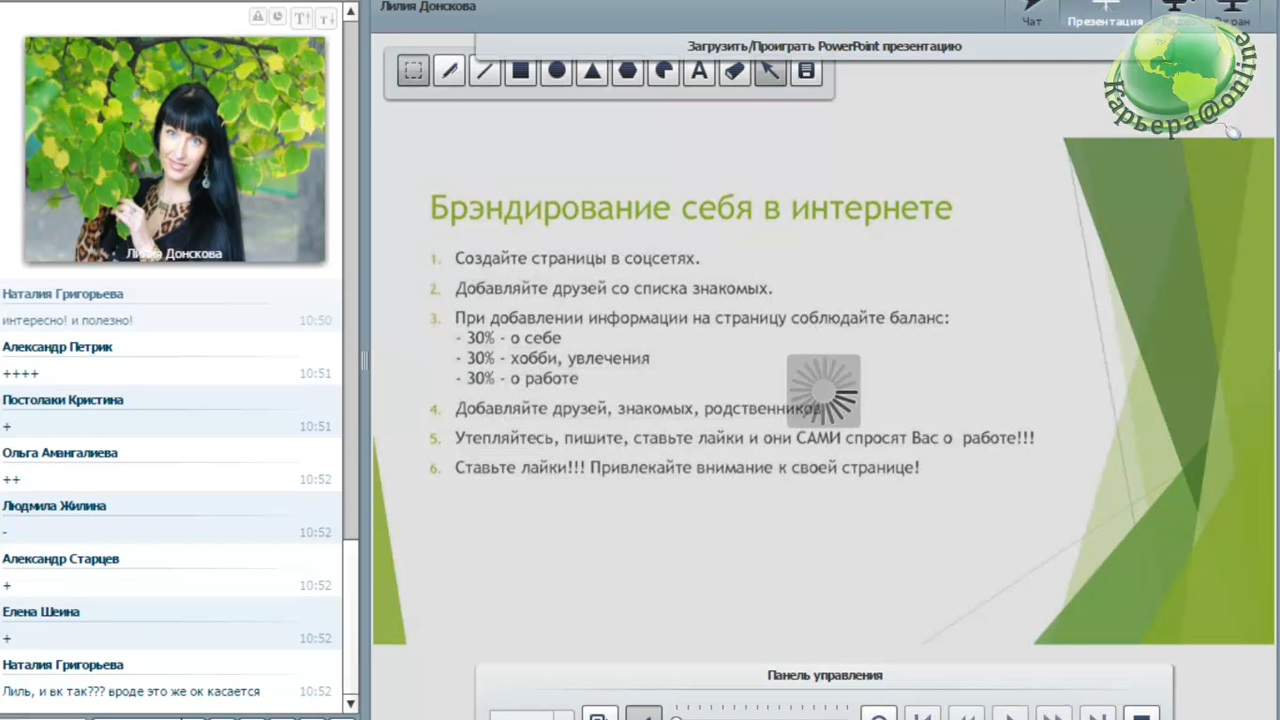 Лилия Донскова
Наталия Григорьева
интересно! и полезно! 10:50
Александр Петрик
++++ 10:51
Постолаки Кристина
+ 10:51
Ольга Амангалиева
++ 10:52
Людмила Жилина
- 10:52
Александр Старцев
+ 10:52
Елена Шеина
+ 10:52
Наталия Григорьева
Лиль, и вк так??? вроде это же ок касается 10:52
Лилия Донскова
Чат
Презентация
Загрузить/Проиграть PowerPoint презентацию
Карьера@online
Брэндирование себя в интернете
1. Создайте страницы в соцсетях.
2. Добавляйте друзей со списка знакомых.
3. При добавлении информации на страницу соблюдайте баланс:
- 30% - о себе
- 30% - хобби, увлечения
- 30% - о работе
4. Добавляйте друзей, знакомых, родственников
5. Утепляйтесь, пишите, ставьте лайки и они САМИ спросят Вас о работе!!!
6. Ставьте лайки!!! Привлекайте внимание к своей странице!
Панель управления